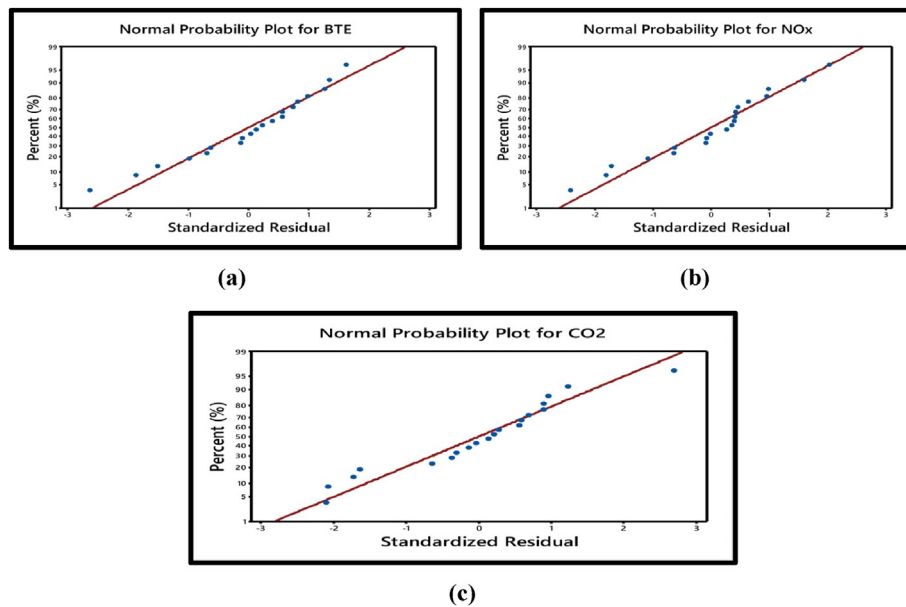 Normal Probability Plot for BTE
99
95
90
80
70
60
50
40
30
20
10
5
1
Percent (%)
-3 -2 -1 0 1 2 3
Standardized Residual
(a)
Normal Probability Plot for NOx
99
95
90
80
70
60
50
40
30
20
10
5
1
Percent (%)
-3 -2 -1 0 1 2 3
Standardized Residual
(b)
Normal Probability Plot for CO2
99
95
90
80
70
60
50
40
30
20
10
5
1
Percent (%)
-3 -2 -1 0 1 2 3
Standardized Residual
(c)